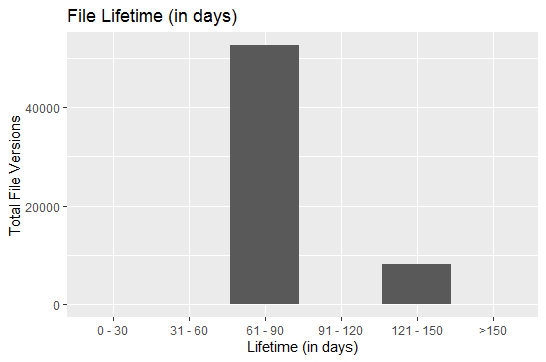 File Lifetime (in days)
Total File Versions
40000
20000
0
0 - 30 31 - 60 61 - 90 91 - 120 121 - 150 >150
Lifetime (in days)